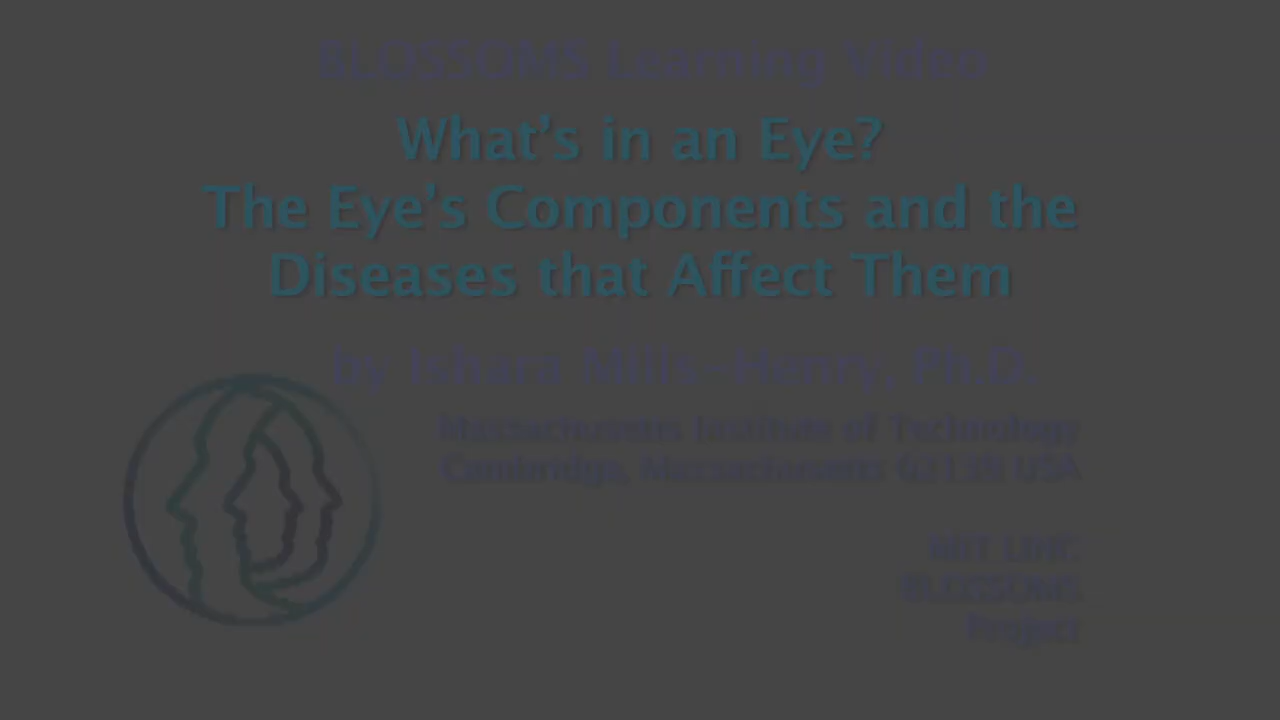 BLOSSOMS Learning Video
What’s in an Eye?
The Eye’s Components and the
Diseases that Affect Them
by Ishara Mills-Henry, Ph.D.
Massachusetts Institute of Technology
Cambridge, Massachusetts 02139 USA
MIT LINC
BLOSSOMS
Project